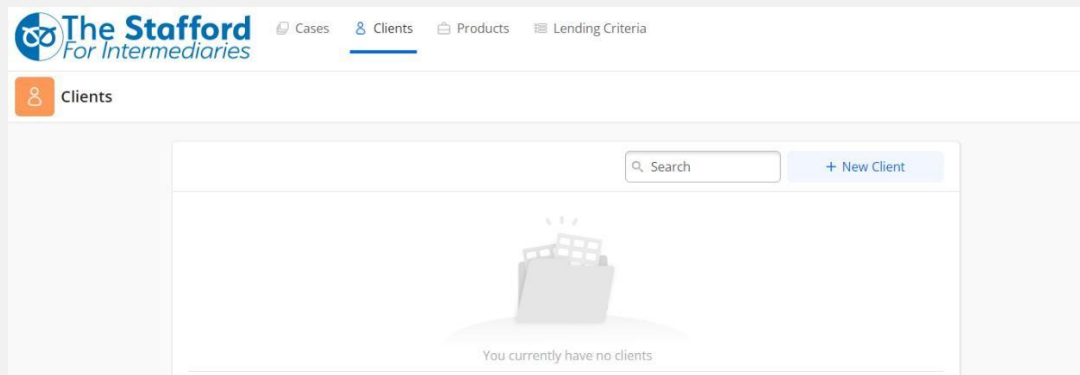 The Stafford
For Intermediaries
Cases
Clients
Products
Lending Criteria
Clients
Search
+ New Client
You currently have no clients